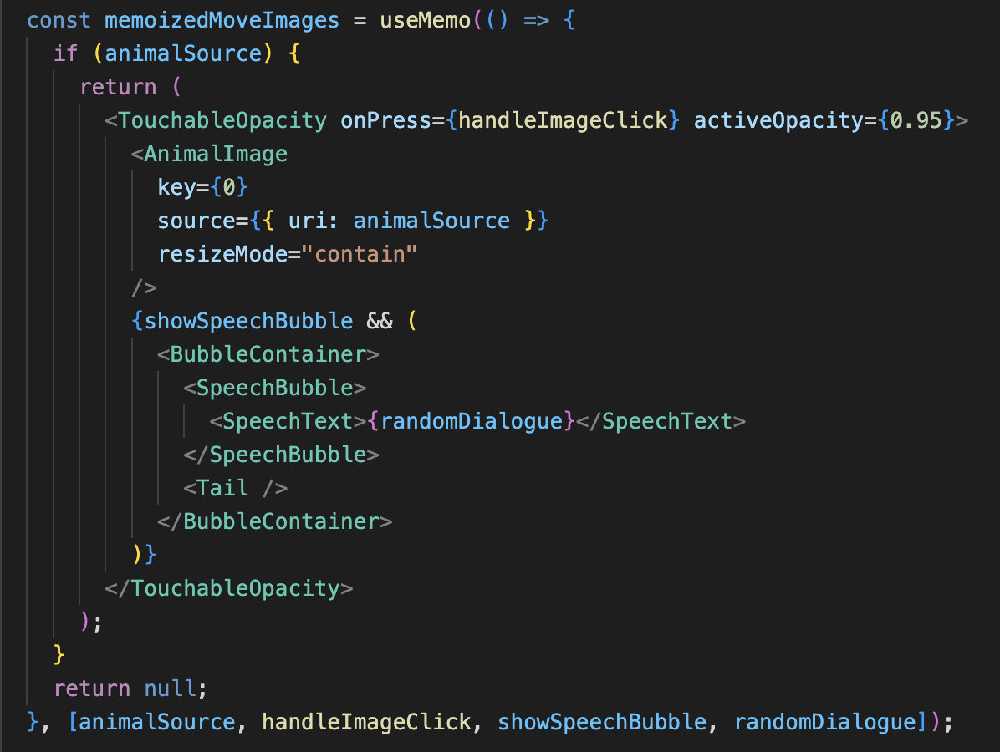 const memoizedMoveImages = useMemo(() => {
if (animalSource) {
return (
<TouchableOpacity onPress={handleImageClick} activeOpacity={0.95}>
<AnimalImage
key={0}
source={{ uri: animalSource }}
resizeMode="contain"
/>
{showSpeechBubble && (
<BubbleContainer>
<SpeechBubble>
<SpeechText>{randomDialogue}</SpeechText>
</SpeechBubble>
<Tail />
</BubbleContainer>
)}
</TouchableOpacity>
);
}
return null;
}, [animalSource, handleImageClick, showSpeechBubble, randomDialogue]);